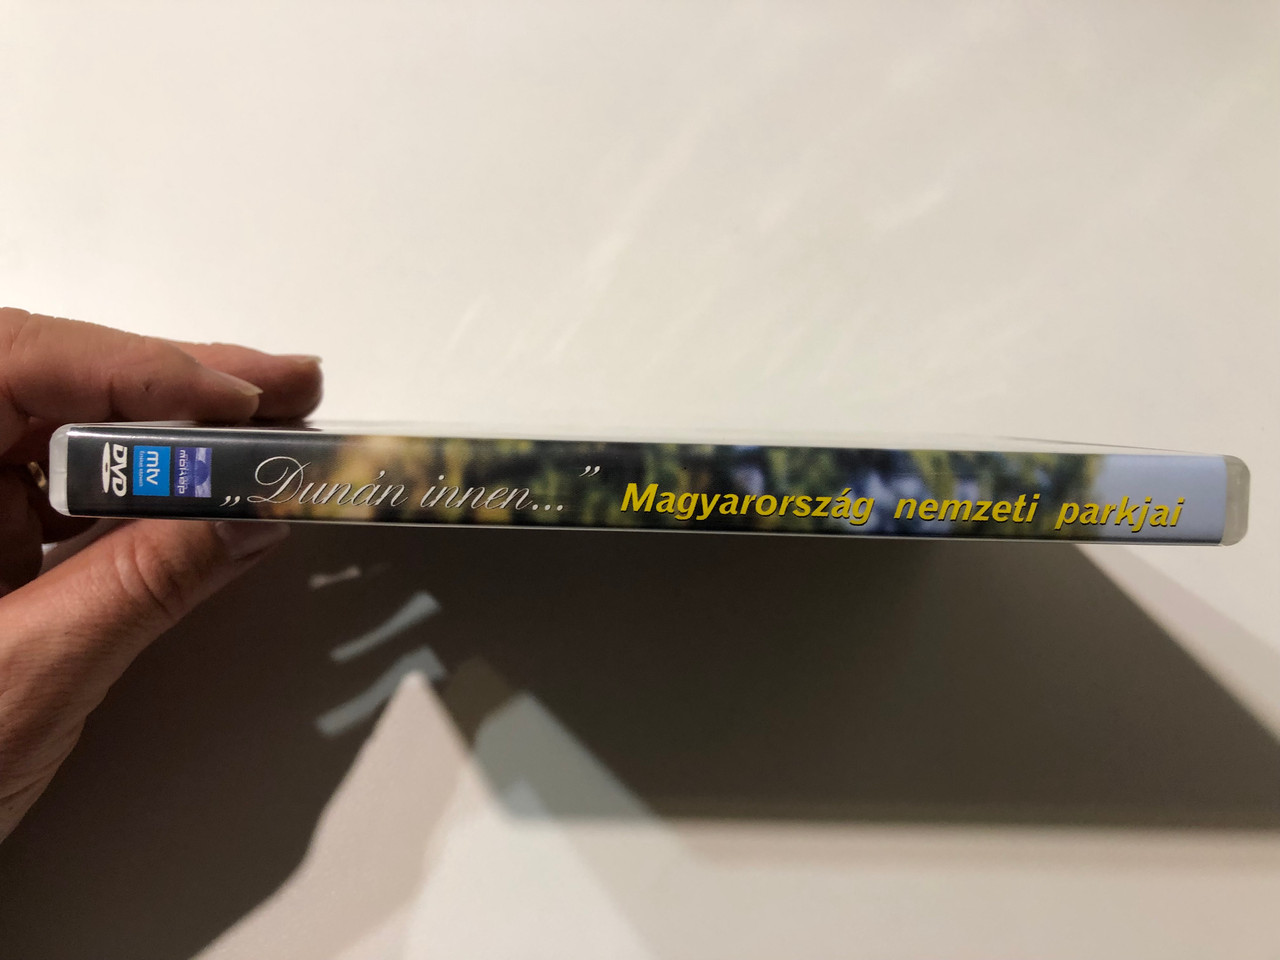 DVD
mtv
„Dunán innen..."
Magyarország nemzeti parkjai